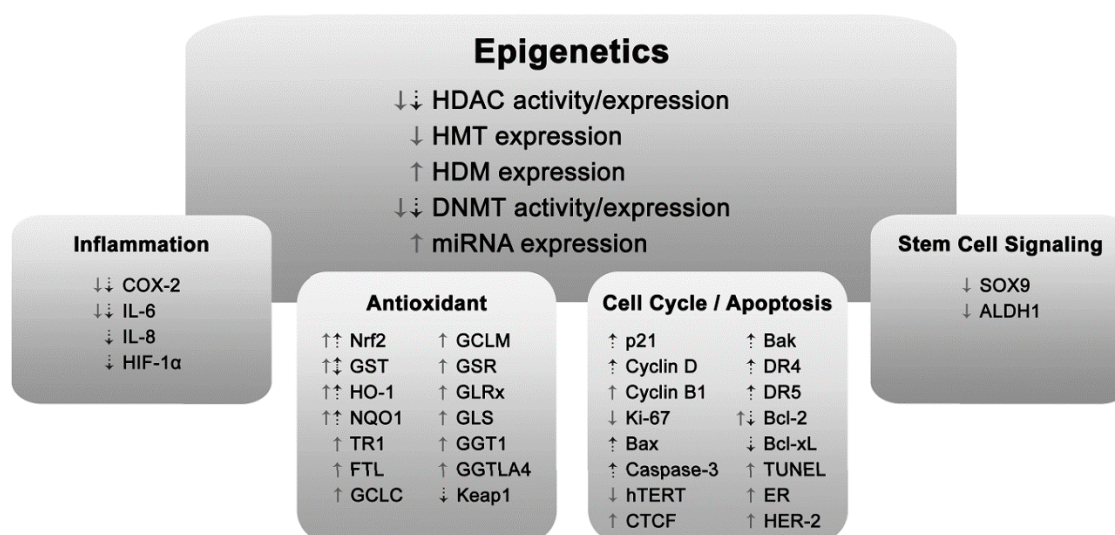 Epigenetics
↓⇣ HDAC activity/expression
↓ HMT expression
↑ HDM expression
↓⇣ DNMT activity/expression
↑ miRNA expression
Inflammation
↓⇣ COX-2
↓⇣ IL-6
⇣ IL-8
⇣ HIF-1α
Antioxidant
↑⇡ Nrf2
↑⇡⇣ GST
↑⇡ HO-1
↑⇡ NQO1
↑ TR1
↑ FTL
↑ GCLC
↑ GCLM
↑ GSR
↑ GLRx
↑ GLS
↑ GGT1
↑ GGTLA4
⇣ Keap1
Cell Cycle / Apoptosis
⇡ p21
⇡ Cyclin D
↑ Cyclin B1
↓ Ki-67
⇡ Bax
⇡ Caspase-3
↓ hTERT
↑ CTCF
⇡ Bak
⇡ DR4
⇡ DR5
↑⇣ Bcl-2
⇣ Bcl-xL
↑ TUNEL
↑ ER
↑ HER-2
Stem Cell Signaling
↓ SOX9
↓ ALDH1